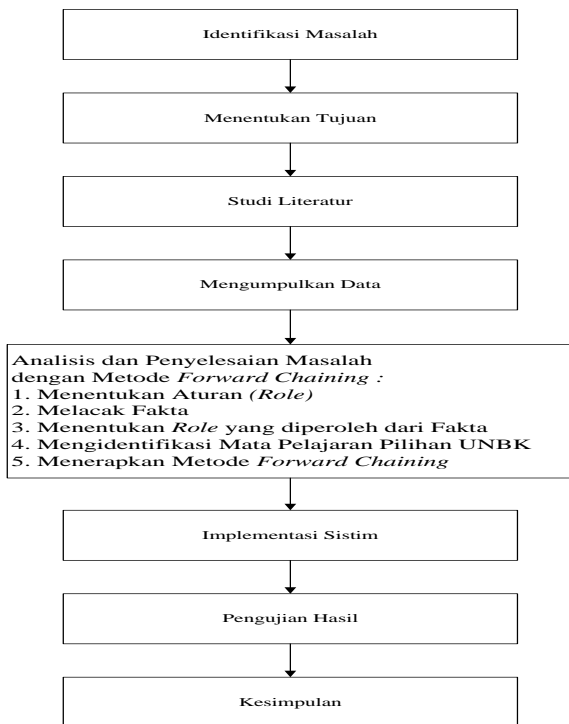 Identifikasi Masalah
Menentukan Tujuan
Studi Literatur
Mengumpulkan Data
Analisis dan Penyelesaian Masalah
dengan Metode Forward Chaining :
1. Menentukan Aturan (Role)
2. Melacak Fakta
3. Menentukan Role yang diperoleh dari Fakta
4. Mengidentifikasi Mata Pelajaran Pilihan UNBK
5. Menerapkan Metode Forward Chaining
Implementasi Sistim
Pengujian Hasil
Kesimpulan